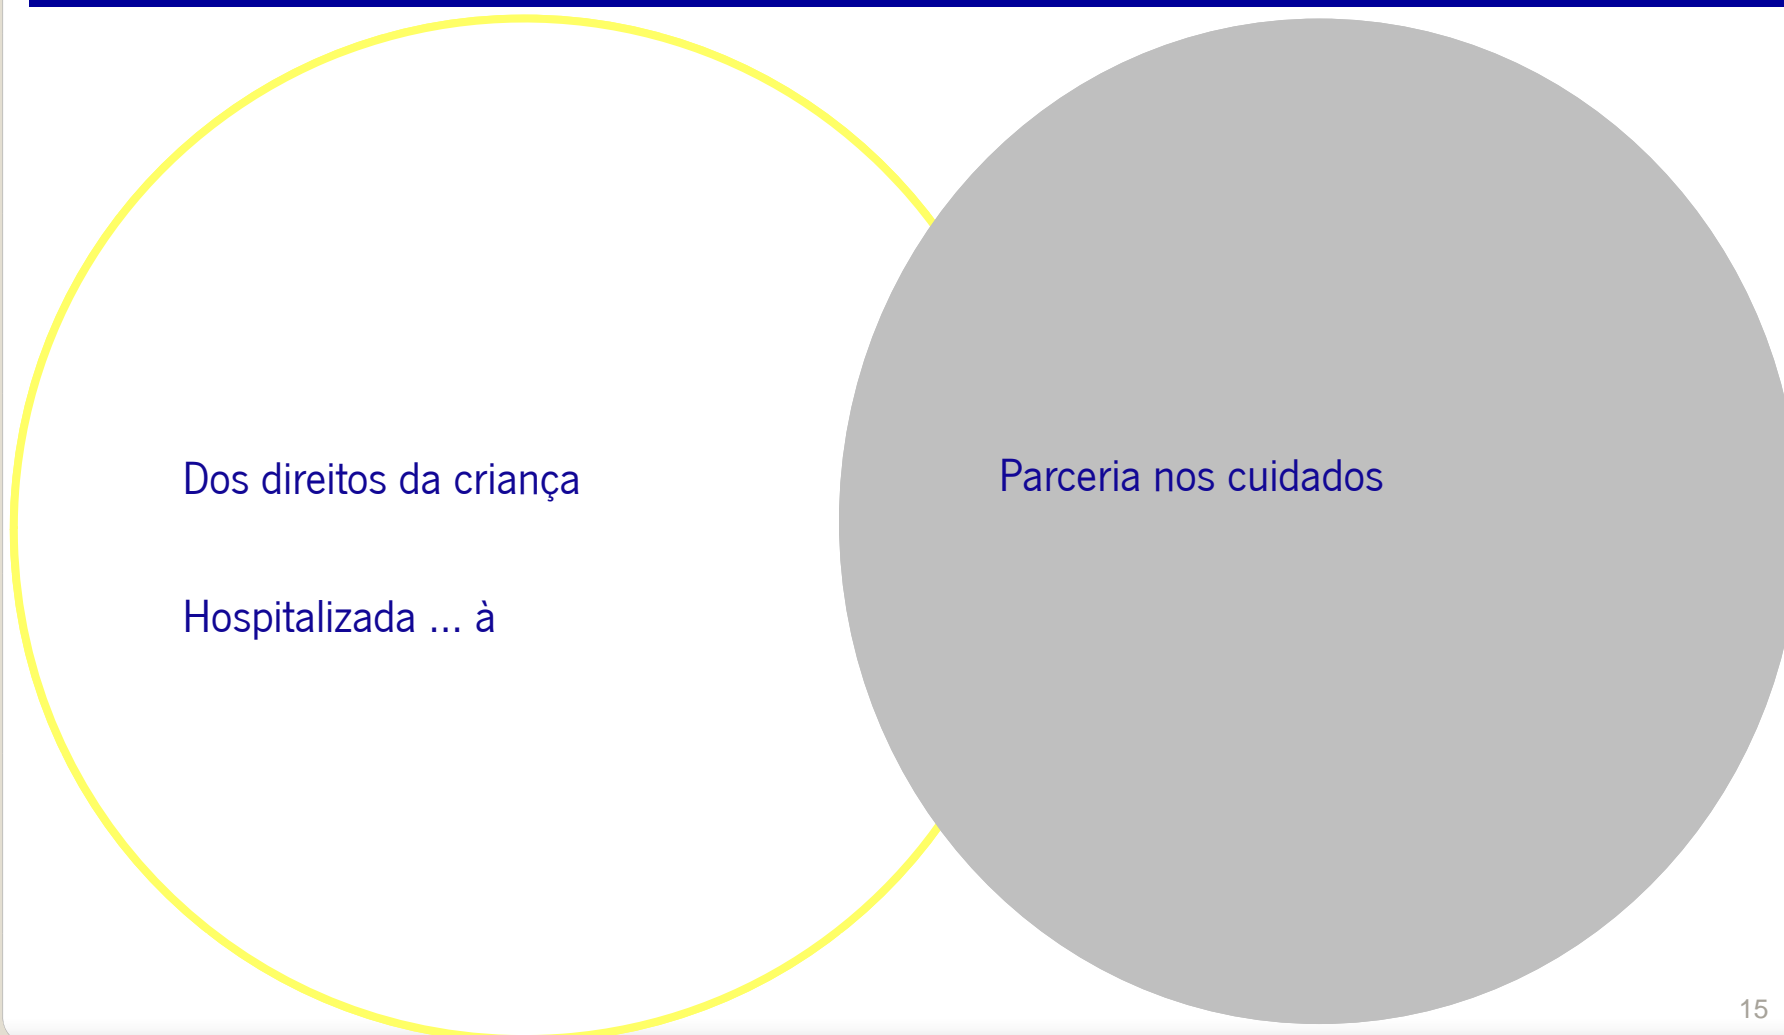 Dos direitos da criança
Hospitalizada ... à
Parceria nos cuidados
15